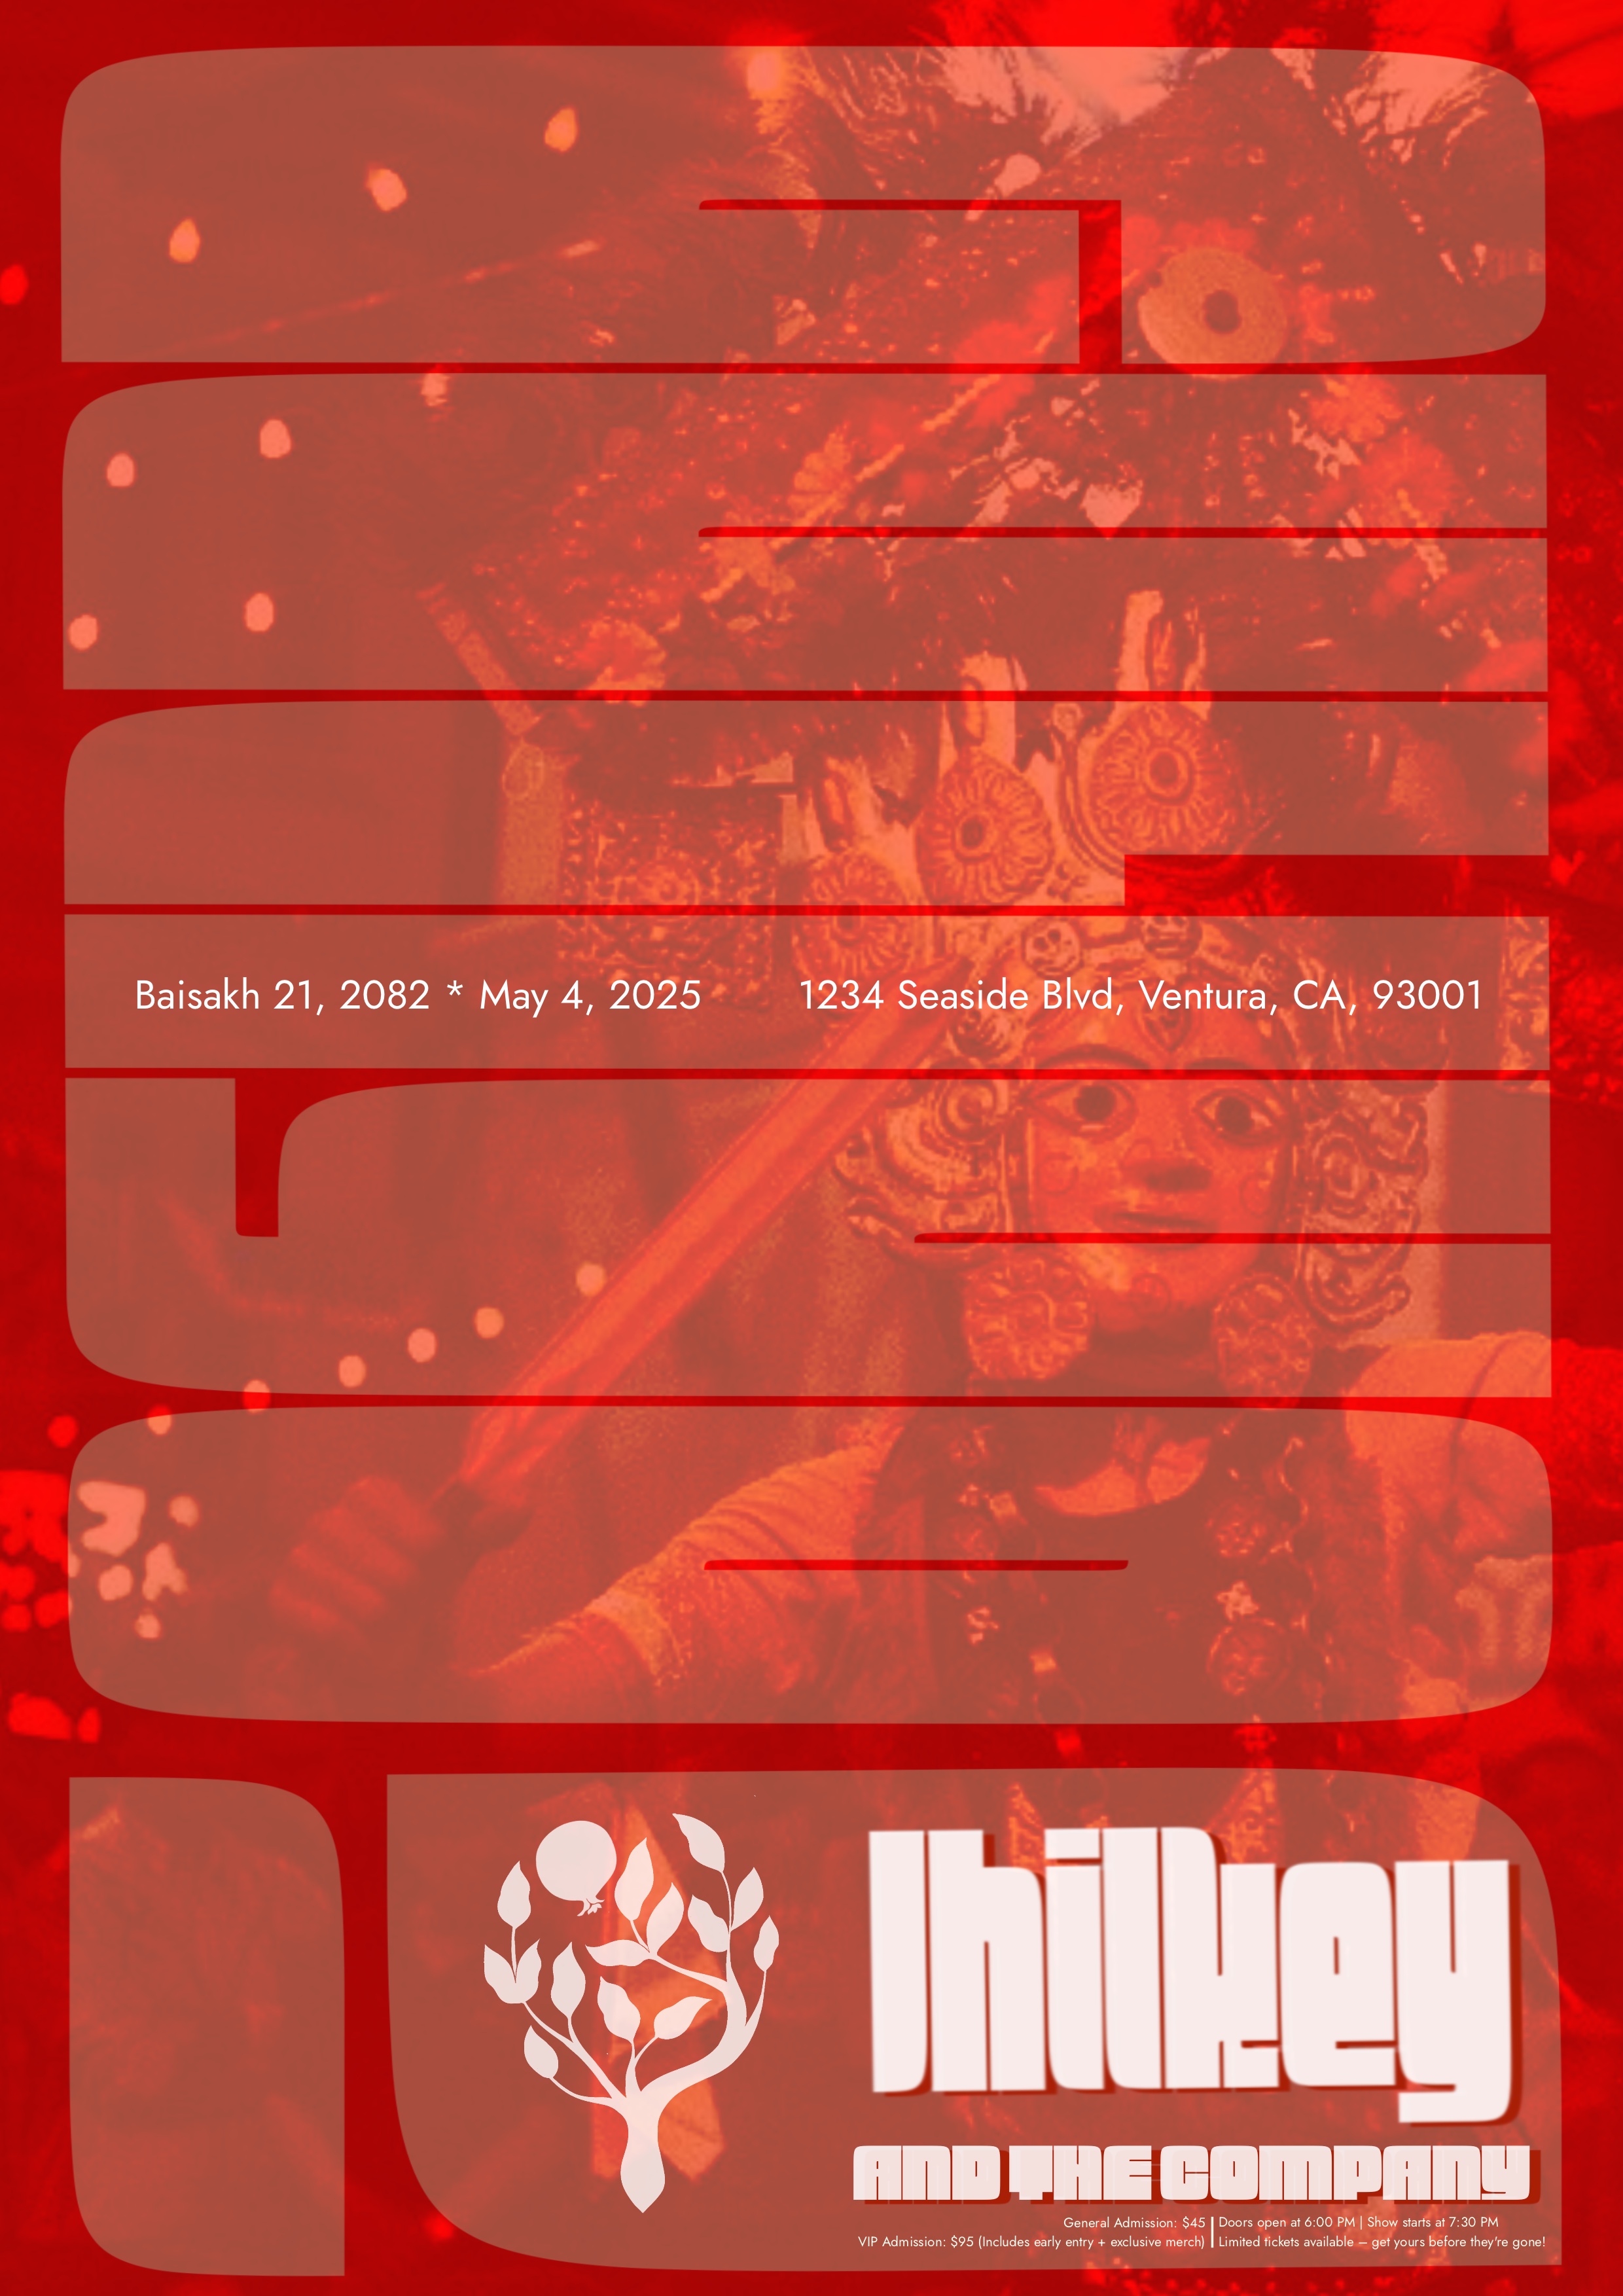 Baisakh 21, 2082 * May 4, 2025
1234 Seaside Blvd, Ventura, CA, 93001
Jhilkey
AND THE COMPANY
General Admission: $45 | Doors open at 6:00 PM | Show starts at 7:30 PM
VIP Admission: $95 (Includes early entry + exclusive merch) | Limited tickets available – get yours before they're gone!